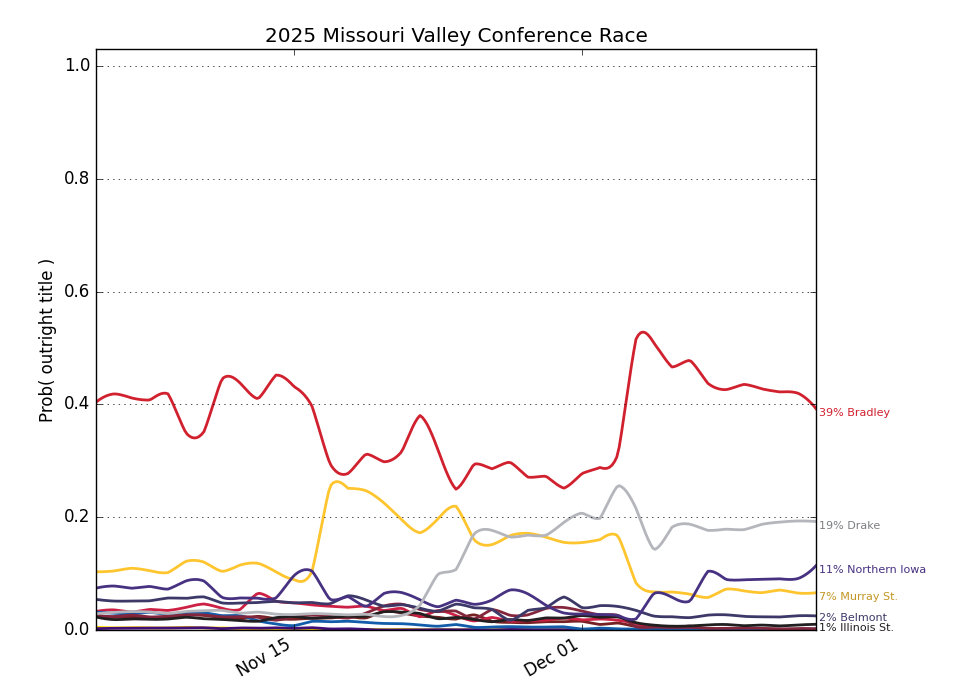 2025 Missouri Valley Conference Race
Prob( outright title )
1.0
0.8
0.6
0.4
0.2
0.0
Nov 15
Dec 01
39% Bradley
19% Drake
11% Northern Iowa
7% Murray St.
2% Belmont
1% Illinois St.